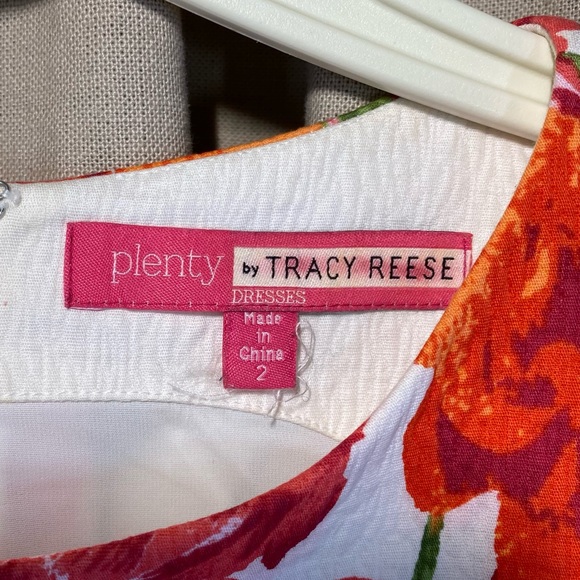 plenty by TRACY REESE
DRESSES
Made
in
China
2